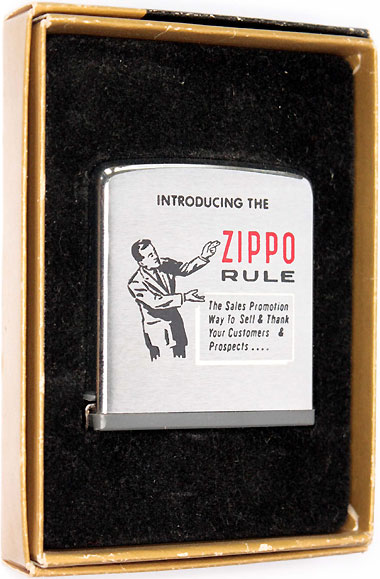 INTRODUCING THE
ZIPPO
RULE
The Sales Promotion
Way To Sell & Thank
Your Customers &
Prospects ....